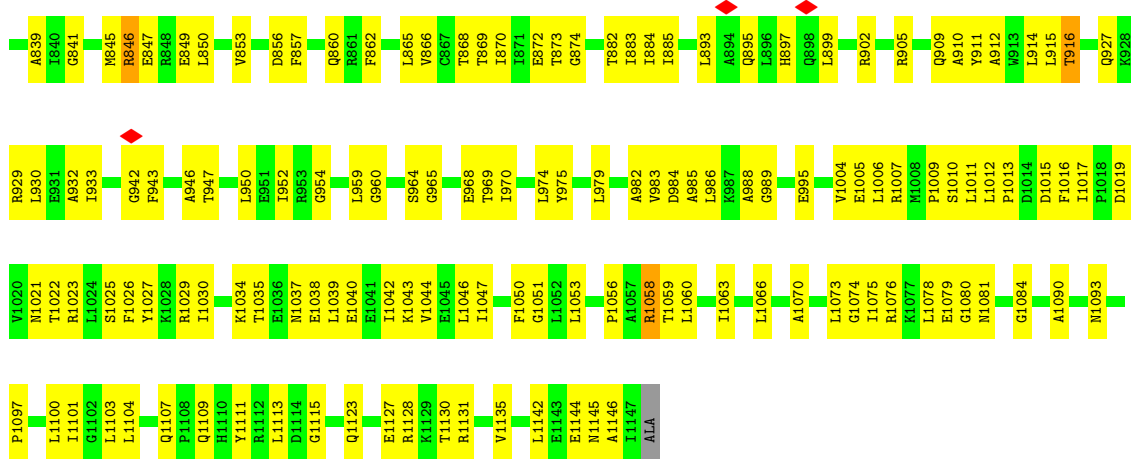 A839 I840 G841 M845 R846 E847 R848 E849 L850 V853 D856 F857 Q860 R861 F862 L865 V866 C867 T868 T869 I870 I871 E872 T873 G874 T882 I883 I884 I885 L893 A894 Q895 L896 H897 Q898 L899 R902 R905 Q909 A910 Y911 A912 W913 L914 L915 T916 Q927 K928
R929 L930 E931 A932 I933 G942 F943 A946 T947 L950 E951 I952 R953 G954 L959 G960 S964 G965 E968 T969 I970 L974 Y975 L979 A982 V983 D984 A985 L986 K987 A988 G989 E995 V1004 E1005 L1006 R1007 M1008 P1009 S1010 L1011 L1012 P1013 D1014 D1015 F1016 I1017 P1018 D1019
V1020 N1021 T1022 R1023 L1024 S1025 F1026 Y1027 K1028 R1029 I1030 K1034 T1035 E1036 N1037 E1038 L1039 E1040 E1041 I1042 K1043 V1044 E1045 L1046 I1047 F1050 G1051 L1052 L1053 P1056 A1057 R1058 T1059 L1060 I1063 L1066 A1070 L1073 G1074 I1075 R1076 K1077 L1078 E1079 G1080 N1081 G1084 A1090 N1093
P1097 L1100 I1101 G1102 L1103 L1104 Q1107 P1108 Q1109 H1110 Y1111 R1112 L1113 D1114 G1115 Q1123 E1127 R1128 K1129 T1130 R1131 V1135 L1142 E1143 E1144 N1145 A1146 I1147 ALA